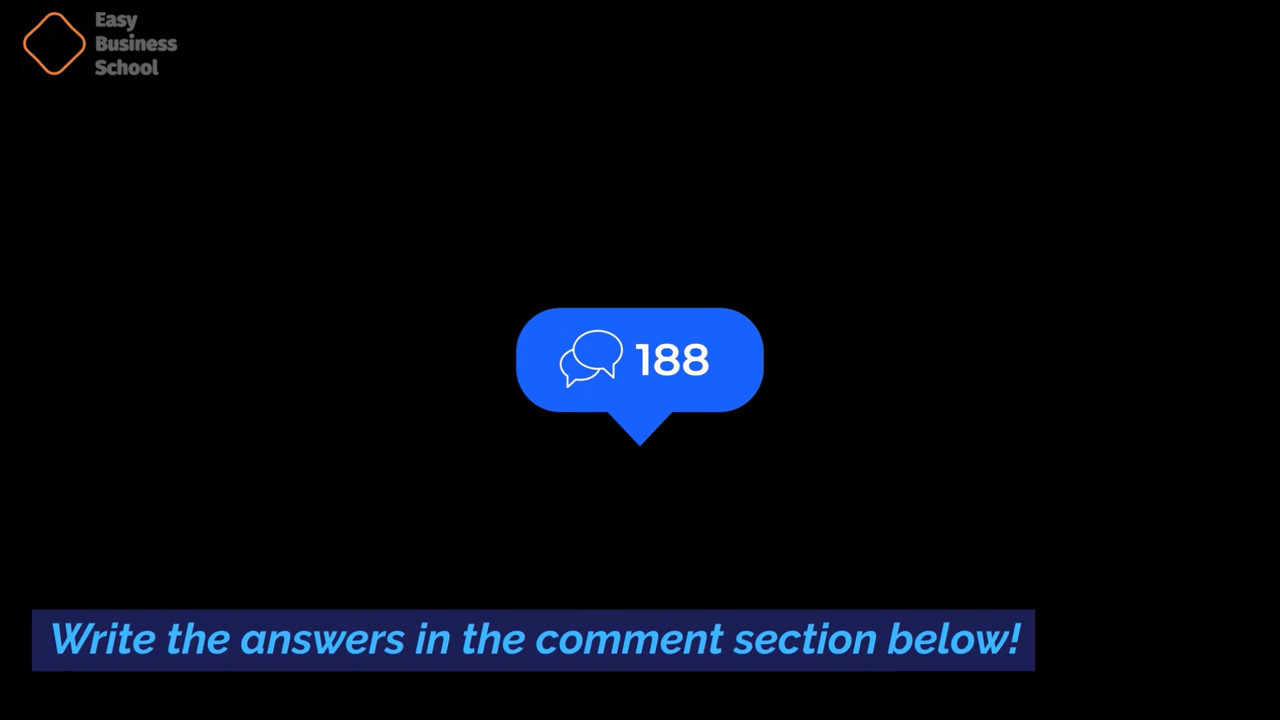 Easy
Business
School
188
Write the answers in the comment section below!